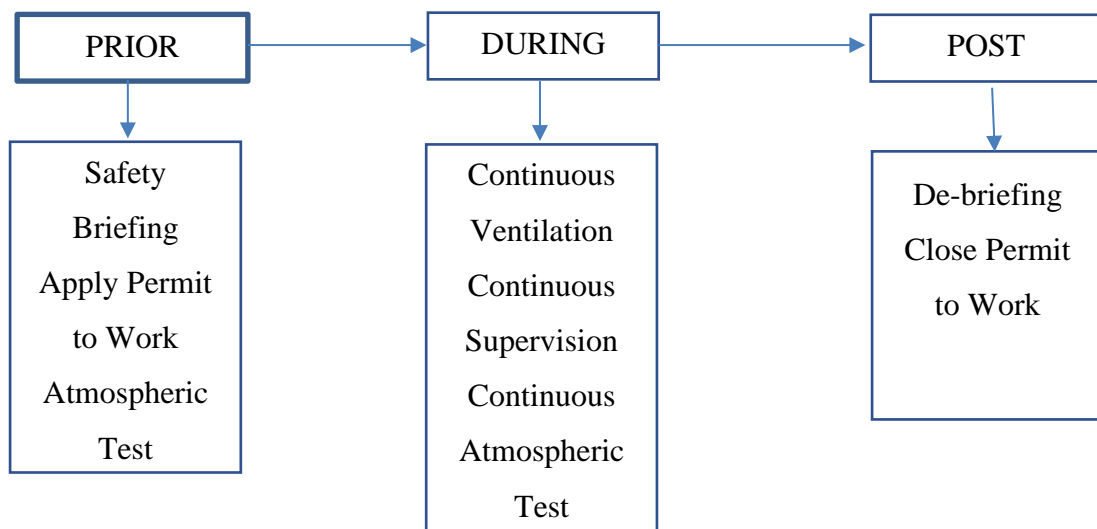 PRIOR
DURING
POST
Safety
Briefing
Apply Permit
to Work
Atmospheric
Test
Continuous
Ventilation
Continuous
Supervision
Continuous
Atmospheric
Test
De-briefing
Close Permit
to Work